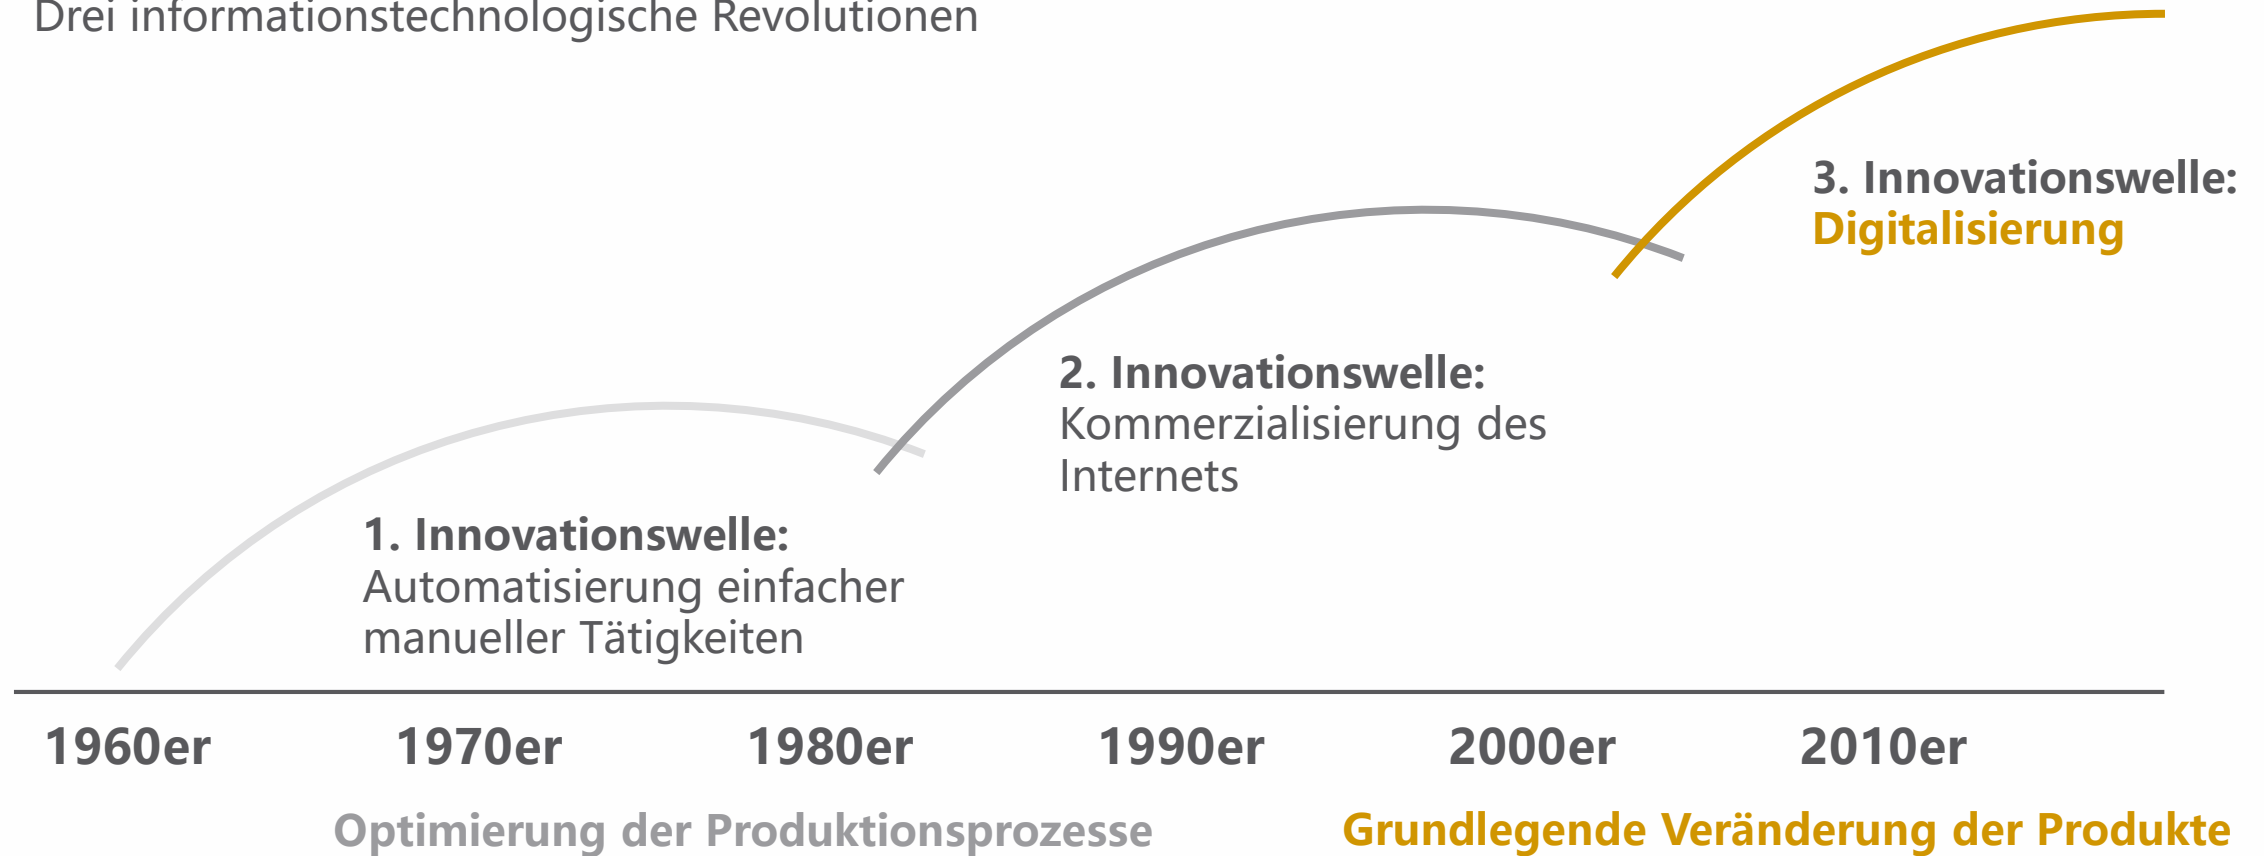 Drei informationstechnologische Revolutionen
3. Innovationswelle:
Digitalisierung
2. Innovationswelle:
Kommerzialisierung des
Internets
1. Innovationswelle:
Automatisierung einfacher
manueller Tätigkeiten
1960er 1970er 1980er 1990er 2000er 2010er
Optimierung der Produktionsprozesse Grundlegende Veränderung der Produkte